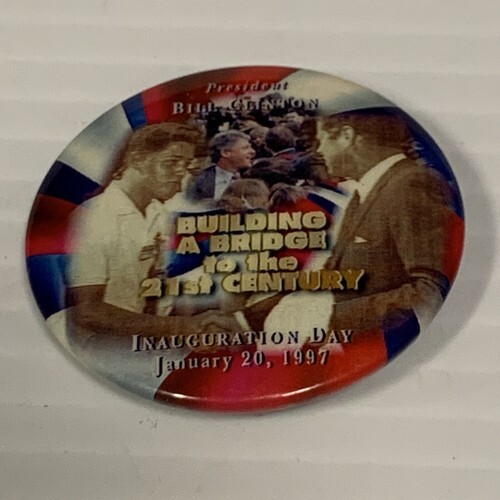 President
BILL CLINTON
BUILDING
A BRIDGE
to the
21st CENTURY
INAUGURATION DAY
January 20, 1997